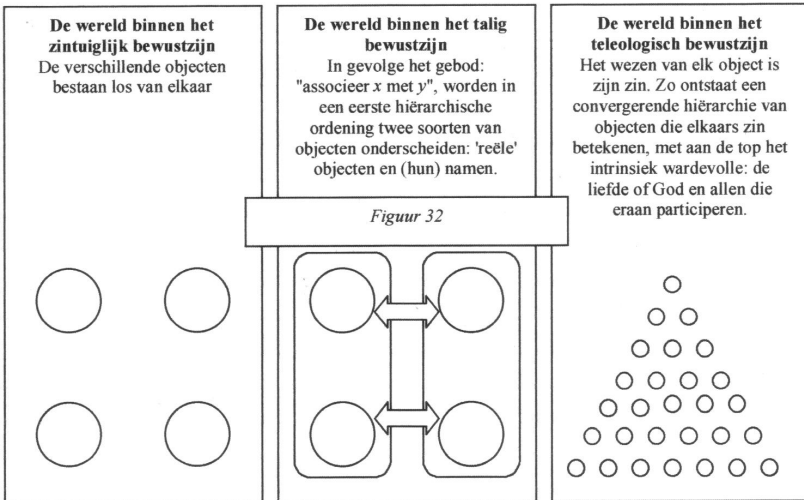 De wereld binnen het
zintuiglijk bewustzijn
De verschillende objecten
bestaan los van elkaar
De wereld binnen het talig
bewustzijn
In gevolge het gebod:
"associeer x met y", worden in
een eerste hiërarchische
ordening twee soorten van
objecten onderscheiden: 'reële'
objecten en (hun) namen.
De wereld binnen het
teleologisch bewustzijn
Het wezen van elk object is
zijn zin. Zo ontstaat een
convergerende hiërarchie van
objecten die elkaars zin
betekenen, met aan de top het
intrinsiek wardevolle: de
liefde of God en allen die
eraan participeren.
Figuur 32